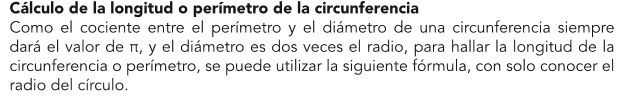 Cálculo de la longitud o perímetro de la circunferencia
Como el cociente entre el perímetro y el diámetro de una circunferencia siempre
dará el valor de π, y el diámetro es dos veces el radio, para hallar la longitud de la
circunferencia o perímetro, se puede utilizar la siguiente fórmula, con solo conocer el
radio del círculo.